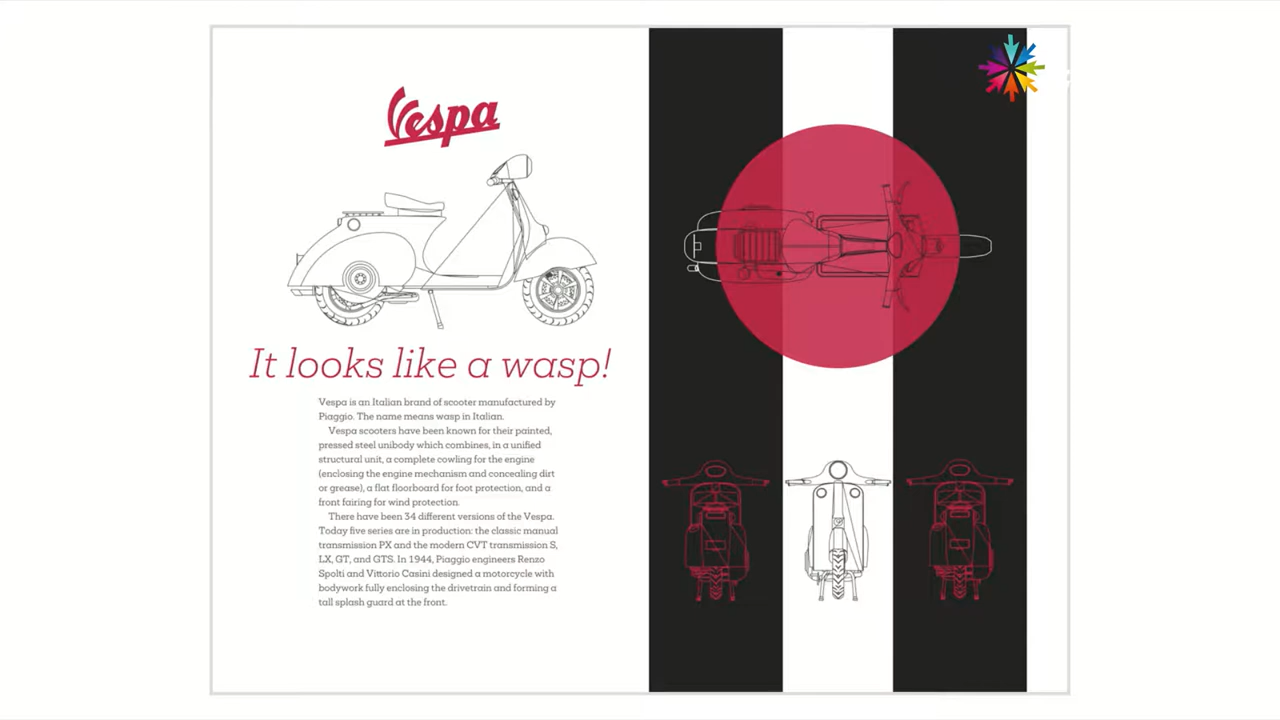 Vespa
It looks like a wasp!
Vespa is an Italian brand of scooter manufactured by
Piaggio. The name means wasp in Italian.
Vespa scooters have been known for their painted,
pressed steel unibody which combines, in a unified
structural unit, a complete cowling for the engine
(enclosing the engine mechanism and concealing dirt
or grease), a flat floorboard for foot protection, and a
front fairing for wind protection.
There have been 34 different versions of the Vespa.
Today five series are in production: the classic manual
transmission PX and the modern CVT transmission S,
LX, GT, and GTS. In 1944, Piaggio engineers Renzo
Spolti and Vittorio Casini designed a motorcycle with
bodywork fully enclosing the drivetrain and forming a
tall splash guard at the front.